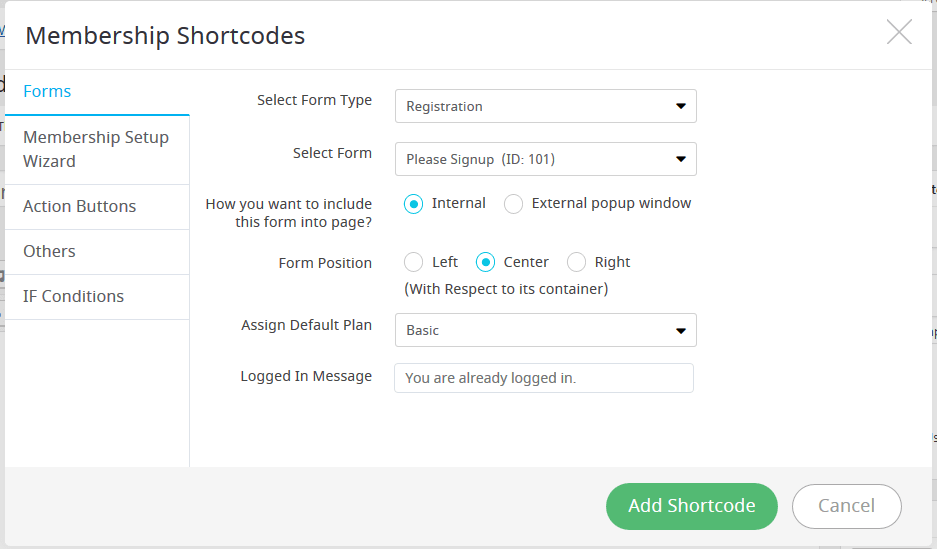 Membership Shortcodes
Forms
Membership Setup
Wizard
Action Buttons
Others
IF Conditions
Select Form Type
Registration
Select Form
Please Signup (ID: 101)
How you want to include
this form into page?
Internal
External popup window
Form Position
Left
Center
Right
(With Respect to its container)
Assign Default Plan
Basic
Logged In Message
You are already logged in.
Add Shortcode
Cancel